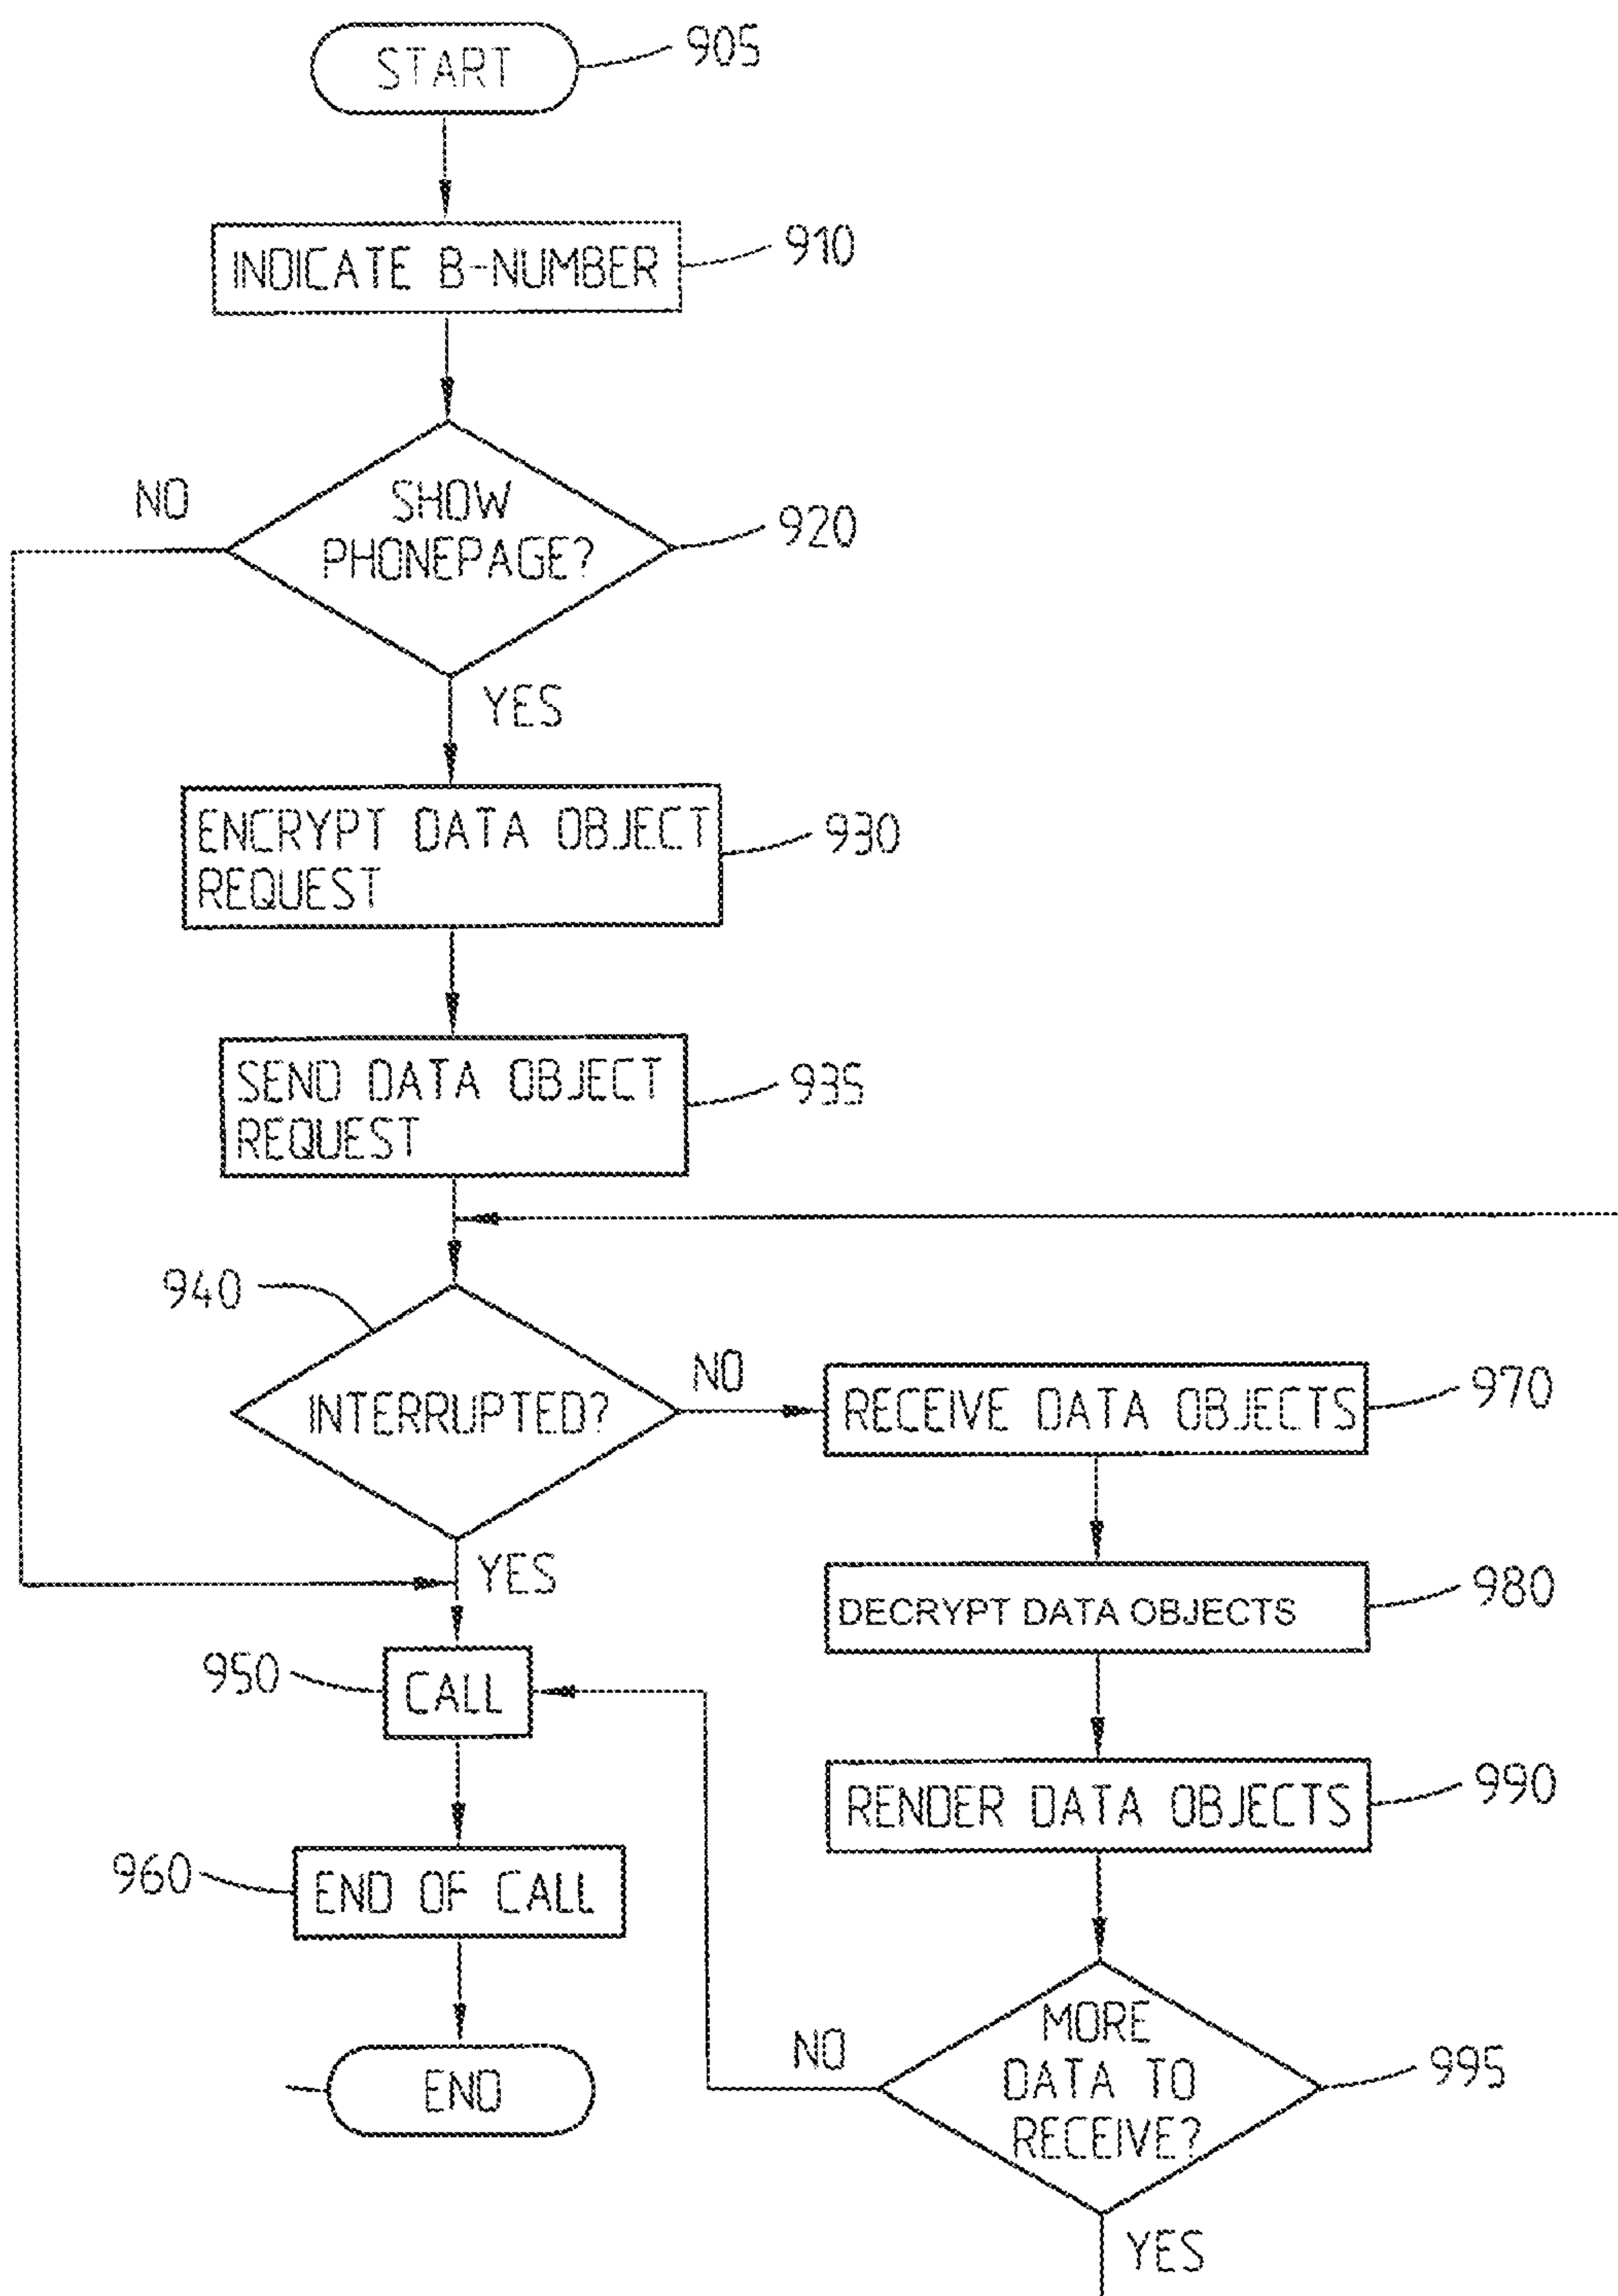 START
905
INDICATE B-NUMBER
910
SHOW
PHONEPAGE?
920
NO
YES
ENCRYPT DATA OBJECT
REQUEST
930
SEND DATA OBJECT
REQUEST
935
940
INTERRUPTED?
NO
YES
RECEIVE DATA OBJECTS
970
DECRYPT DATA OBJECTS
980
950
CALL
RENDER DATA OBJECTS
990
960
END OF CALL
MORE
DATA TO
RECEIVE?
995
NO
YES
END